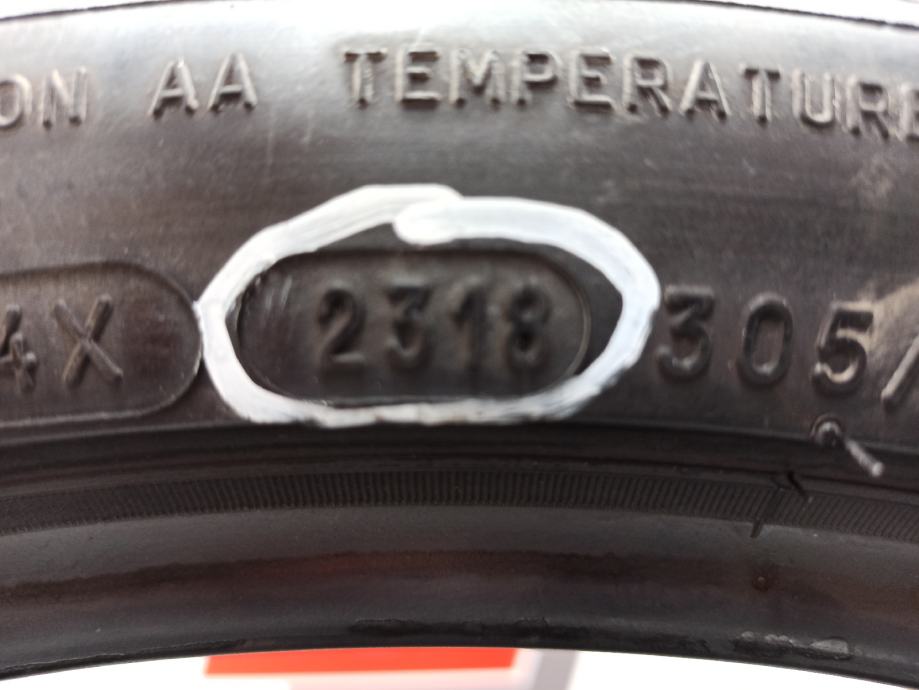 ON AA TEMPERATURE
4X 2318 305/